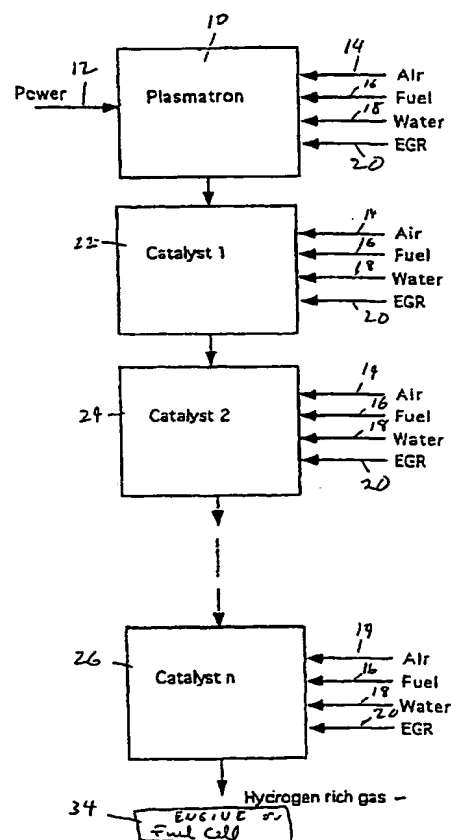 10
12
Power
Plasmatron
14
Air
16
Fuel
18
Water
EGR
20
22
Catalyst 1
14
Air
16
Fuel
18
Water
EGR
20
24
Catalyst 2
14
Air
16
Fuel
18
Water
EGR
20
26
Catalyst n
14
Air
16
Fuel
18
Water
20
EGR
Hydrogen rich gas
34
ENGINE or
Fuel Cell